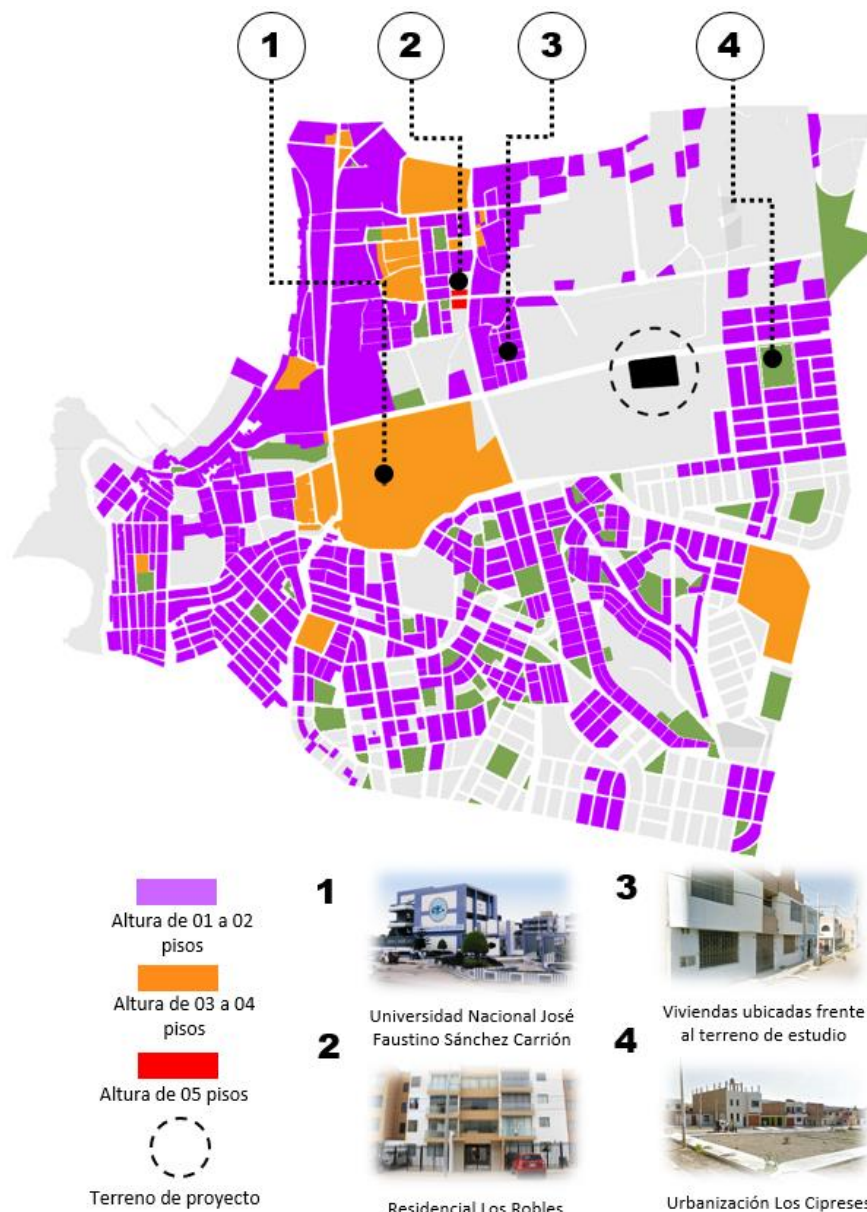 1
2
3
4
Altura de 01 a 02
pisos
Altura de 03 a 04
pisos
Altura de 05 pisos
Terreno de proyecto
1
Universidad Nacional José
Faustino Sánchez Carrión
2
Residencial Los Robles
3
Viviendas ubicadas frente
al terreno de estudio
4
Urbanización Los Cipreses